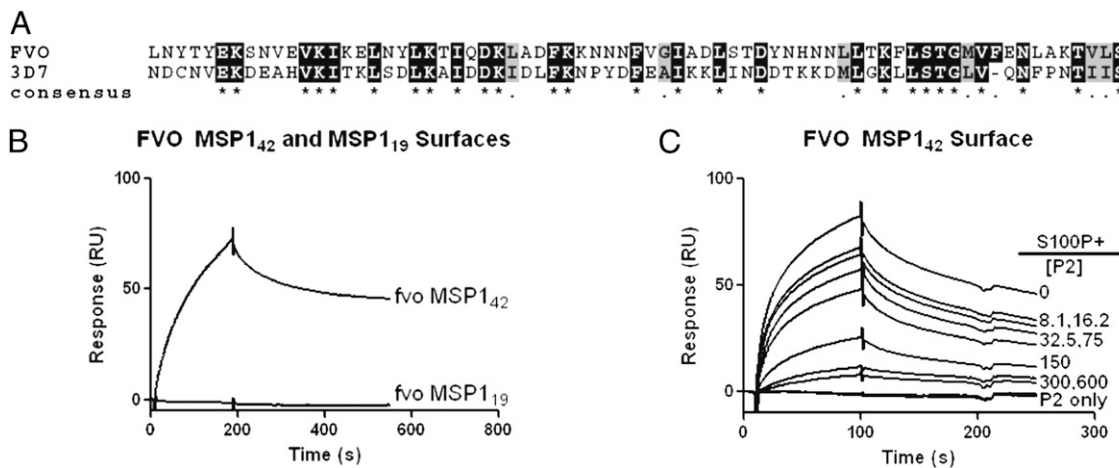 A
FVO LNYTYEKSNVEVKIKELNYLKTIQDKLADFKKNNNFVGIADLSTDYNHNNLLTKFLSTGMVFENLAKTVLS
3D7 NDCNVEKDEAHVKITKLSDLKAIDDKIDLFKNPYDFEAIKKLINDDTKKDMLGKLLSTGLV-QNFPNTIIS
consensus ** *** * ** * ** . ** * . * * * . * * **** . * . * * . . *
B
FVO MSP1₄₂ and MSP1₁₉ Surfaces
100
50
0
Response (RU)
fvo MSP1₄₂
fvo MSP1₁₉
0 200 400 600 800
Time (s)
C
FVO MSP1₄₂ Surface
100
50
0
Response (RU)
S100P+
[P2]
0
8.1,16.2
32.5,75
150
300,600
P2 only
0 100 200 300
Time (s)